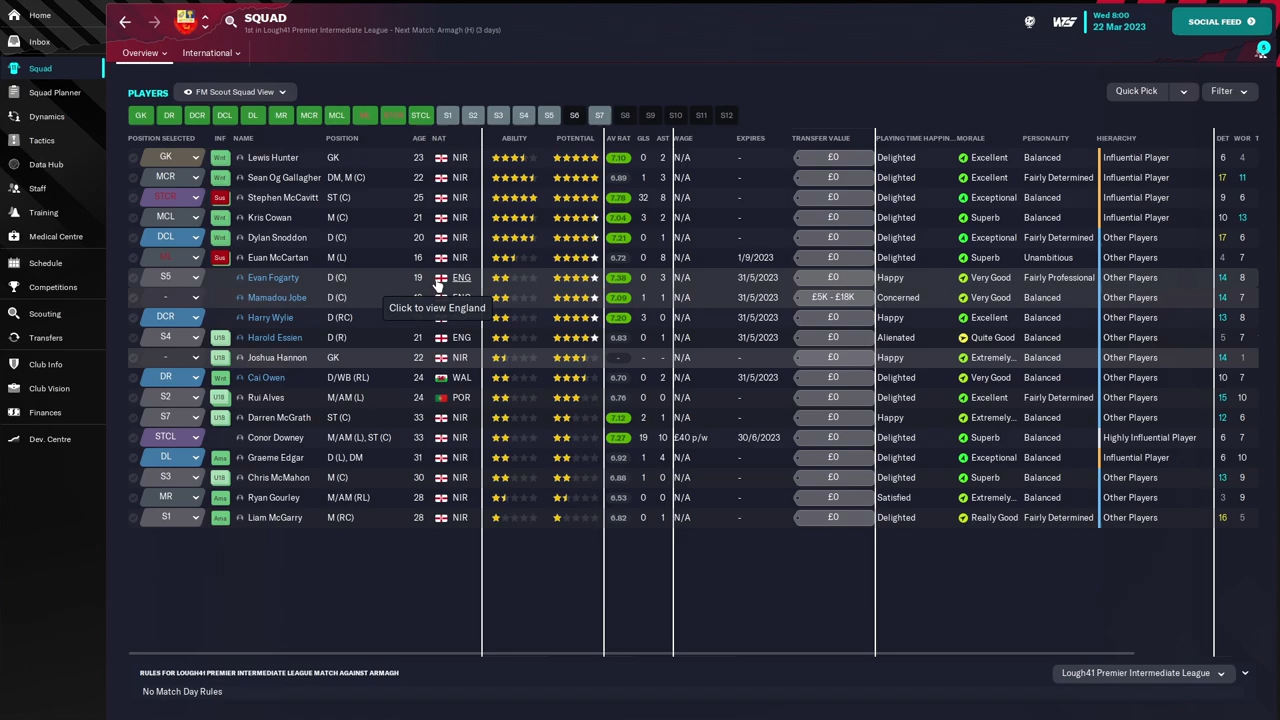 Home
Inbox
Squad
Squad Planner
Dynamics
Tactics
Data Hub
Staff
Training
Medical Centre
Schedule
Competitions
Scouting
Transfers
Club Info
Club Vision
Finances
Dev. Centre
SQUAD
1st in Lough41 Premier Intermediate League - Next Match: Armagh (H) (3 days)
Wed 8:00
22 Mar 2023
SOCIAL FEED
5
Overview International
PLAYERS FM Scout Squad View Quick Pick Filter
GK DR DCR DCL DL MR MCR MCL ML STCR STCL S1 S2 S3 S4 S5 S6 S7 S8 S9 S10 S11 S12
POSITION SELECTED INF NAME POSITION AGE NAT ABILITY POTENTIAL AV RAT GLS AST AGE EXPIRES TRANSFER VALUE PLAYING TIME HAPPIN... MORALE PERSONALITY HIERARCHY DET WOR T
GK Wnt Lewis Hunter GK 23 NIR 7.10 0 2 N/A - £0 Delighted Excellent Balanced Influential Player 6 4
MCR Wnt Sean Og Gallagher DM, M (C) 22 NIR 6.89 1 3 N/A - £0 Delighted Excellent Fairly Determined Influential Player 17 11
STCR Sus Stephen McCavitt ST (C) 25 NIR 7.78 32 8 N/A - £0 Delighted Exceptional Balanced Influential Player 9 6
MCL Wnt Kris Cowan M (C) 21 NIR 7.04 3 2 N/A - £0 Delighted Superb Balanced Influential Player 10 13
DCL Wnt Dylan Snoddon D (C) 20 NIR 7.21 0 1 N/A - £0 Delighted Exceptional Fairly Determined Other Players 17 6
ML Sus Euan McCartan M (L) 16 NIR 6.72 0 8 N/A 1/9/2023 £0 Delighted Superb Unambitious Other Players 4 7
S5 Evan Fogarty D (C) 19 ENG 7.38 0 3 N/A 31/5/2023 £0 Happy Very Good Fairly Professional Other Players 14 8
- Mamadou Jobe D (C) 7.09 1 1 N/A 31/5/2023 £5K - £18K Concerned Very Good Balanced Other Players 14 7
Click to view England
DCR Harry Wylie D (RC) 7.20 3 0 N/A 31/5/2023 £0 Happy Very Good Balanced Other Players 13 8
S4 U18 Harold Essien D (R) 21 ENG 6.83 0 1 N/A 31/5/2023 £0 Alienated Quite Good Balanced Other Players 5 7
- U18 Joshua Hannon GK 22 NIR - - - N/A - £0 Happy Extremely... Balanced Other Players 14 1
DR Wnt Cai Owen D/WB (RL) 24 WAL 6.70 0 2 N/A 31/5/2023 £0 Delighted Very Good Balanced Other Players 10 7
S2 U18 Rui Alves M/AM (L) 24 POR 6.76 0 0 N/A - £0 Delighted Excellent Balanced Other Players 15 10
S7 U18 Darren McGrath ST (C) 33 NIR 7.12 2 1 N/A - £0 Happy Extremely... Balanced Other Players 12 6
STCL Conor Downey M/AM (L), ST (C) 33 NIR 7.27 19 10 £40 p/w 30/6/2023 £0 Delighted Superb Balanced Highly Influential Player 6 7
DL Ama Graeme Edgar D (L), DM 31 NIR 6.92 1 4 N/A - £0 Delighted Exceptional Balanced Influential Player 6 10
S3 U18 Chris McMahon M (C) 30 NIR 6.88 1 0 N/A - £0 Delighted Superb Balanced Other Players 13 9
MR Ama Ryan Gourley M/AM (RL) 28 NIR 6.53 0 0 N/A - £0 Satisfied Extremely... Balanced Other Players 3 9
S1 Ama Liam McGarry M (RC) 28 NIR 6.82 0 1 N/A - £0 Delighted Really Good Fairly Determined Other Players 16 5
RULES FOR LOUGH41 PREMIER INTERMEDIATE LEAGUE MATCH AGAINST ARMAGH
Lough41 Premier Intermediate League
No Match Day Rules